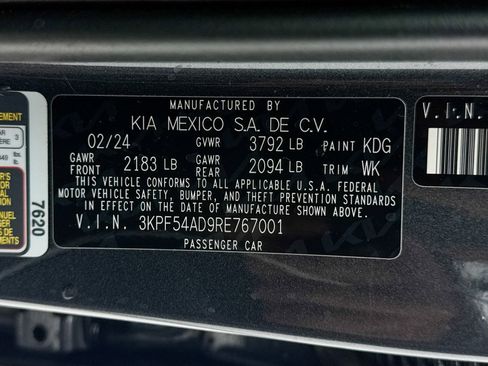 MANUFACTURED BY
KIA MEXICO S.A. DE C.V.
02/24 GVWR 3792 LB PAINT KDG
GAWR FRONT 2183 LB GAWR REAR 2094 LB TRIM WK
THIS VEHICLE CONFORMS TO ALL APPLICABLE U.S.A. FEDERAL
MOTOR VEHICLE SAFETY, BUMPER, AND THEFT PREVENTION STANDARDS
IN EFFECT ON THE DATE OF MANUFACTURE SHOWN ABOVE.
V.I.N. 3KPF54AD9RE767001
PASSENGER CAR
7620
V.I.N.